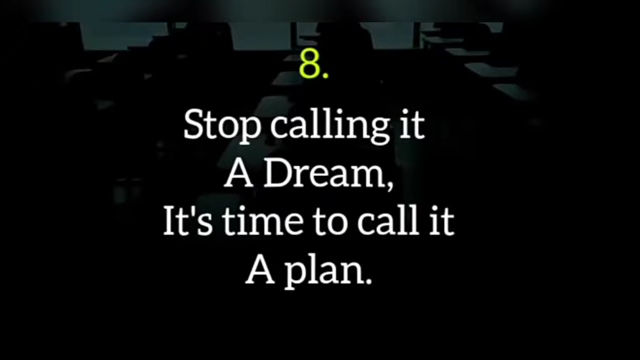 8.
Stop calling it
A Dream,
It's time to call it
A plan.